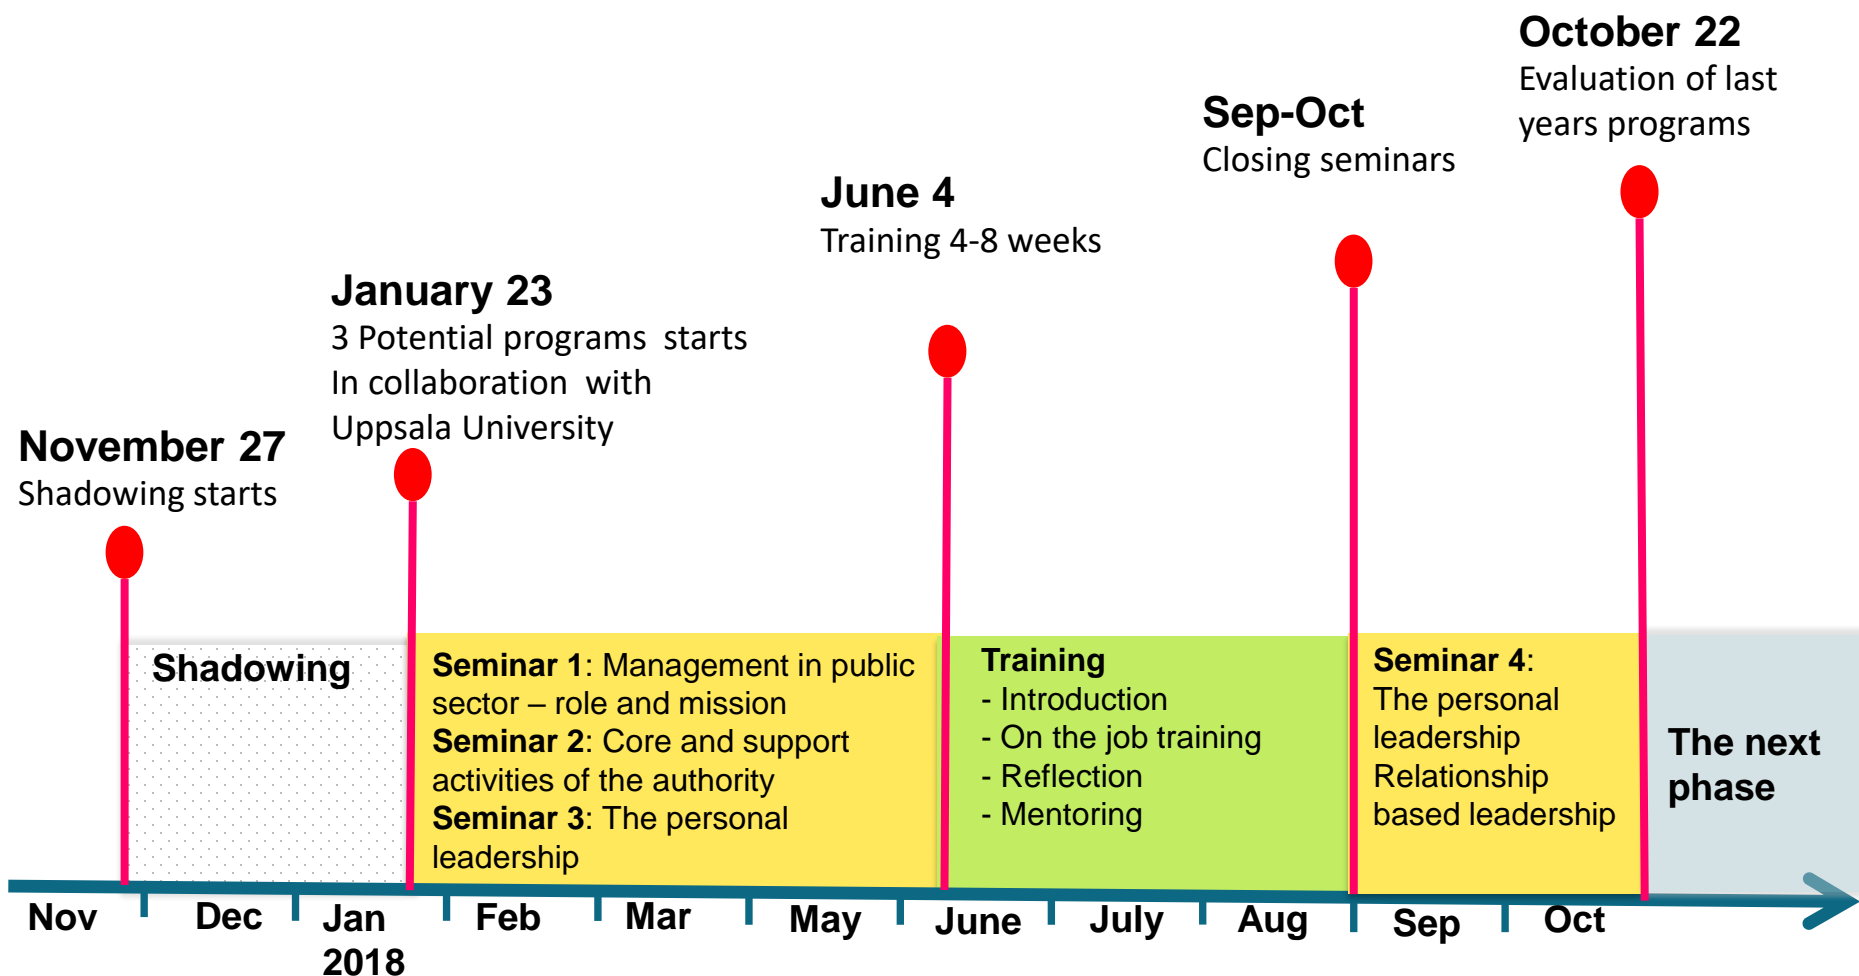 October 22
Evaluation of last
years programs
Sep-Oct
Closing seminars
June 4
Training 4-8 weeks
January 23
3 Potential programs  starts
In collaboration  with
Uppsala University
November 27
Shadowing starts
Shadowing
Seminar 1: Management in public
sector – role and mission
Seminar 2: Core and support
activities of the authority
Seminar 3: The personal
leadership
Training
- Introduction
- On the job training
- Reflection
- Mentoring
Seminar 4:
The personal
leadership
Relationship
based leadership
The next
phase
Nov
Dec
Jan
2018
Feb
Mar
May
June
July
Aug
Sep
Oct